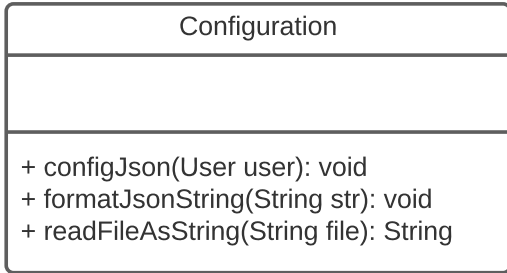 Configuration
+ configJson(User user): void
+ formatJsonString(String str): void
+ readFileAsString(String file): String